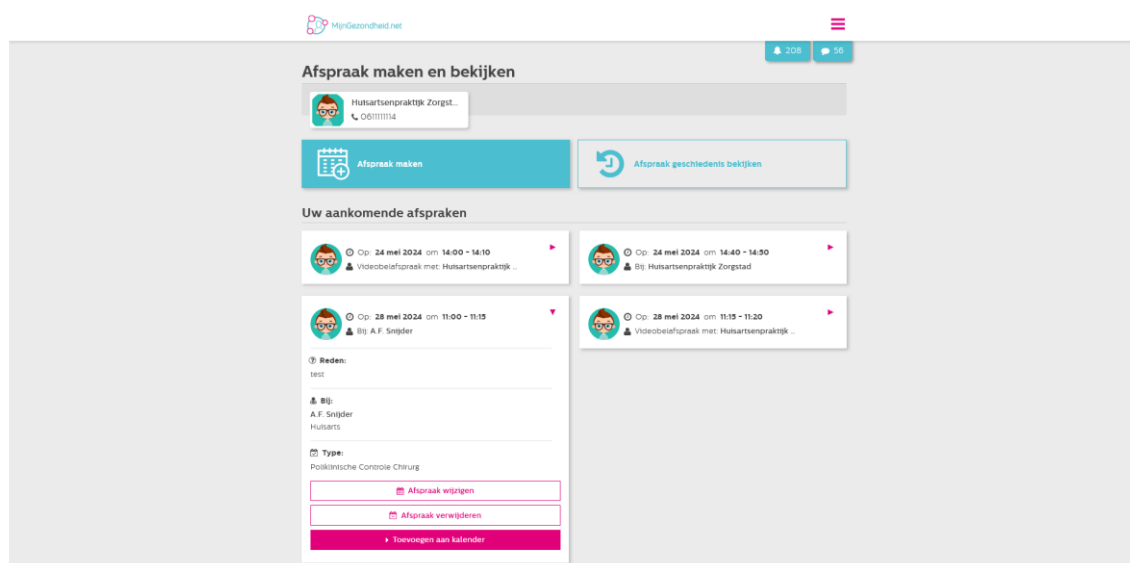 MijnGezondheid.net
208
56
Afspraak maken en bekijken
Huisartsenpraktijk Zorgst...
0611111114
Afspraak maken
Afspraak geschiedenis bekijken
Uw aankomende afspraken
Op: 24 mei 2024 om 14:00 - 14:10
Videobelafspraak met: Huisartsenpraktijk ...
Op: 24 mei 2024 om 14:40 - 14:50
Bij: Huisartsenpraktijk Zorgstad
Op: 28 mei 2024 om 11:00 - 11:15
Bij: A.F. Snijder
Op: 28 mei 2024 om 11:15 - 11:20
Videobelafspraak met: Huisartsenpraktijk ...
Reden:
test
Bij:
A.F. Snijder
Huisarts
Type:
Poliklinische Controle Chirurg
Afspraak wijzigen
Afspraak verwijderen
Toevoegen aan kalender